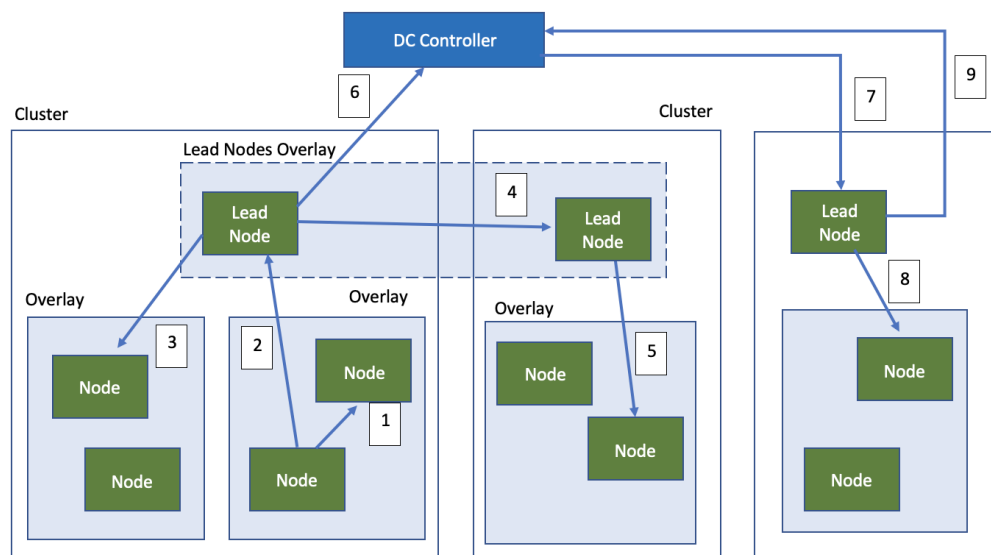 DC Controller
6
7
9
Cluster
Cluster
Lead Nodes Overlay
4
Lead
Node
Lead
Node
Lead
Node
8
Overlay
Overlay
Overlay
3
2
5
Node
Node
Node
Node
1
Node
Node
Node
Node